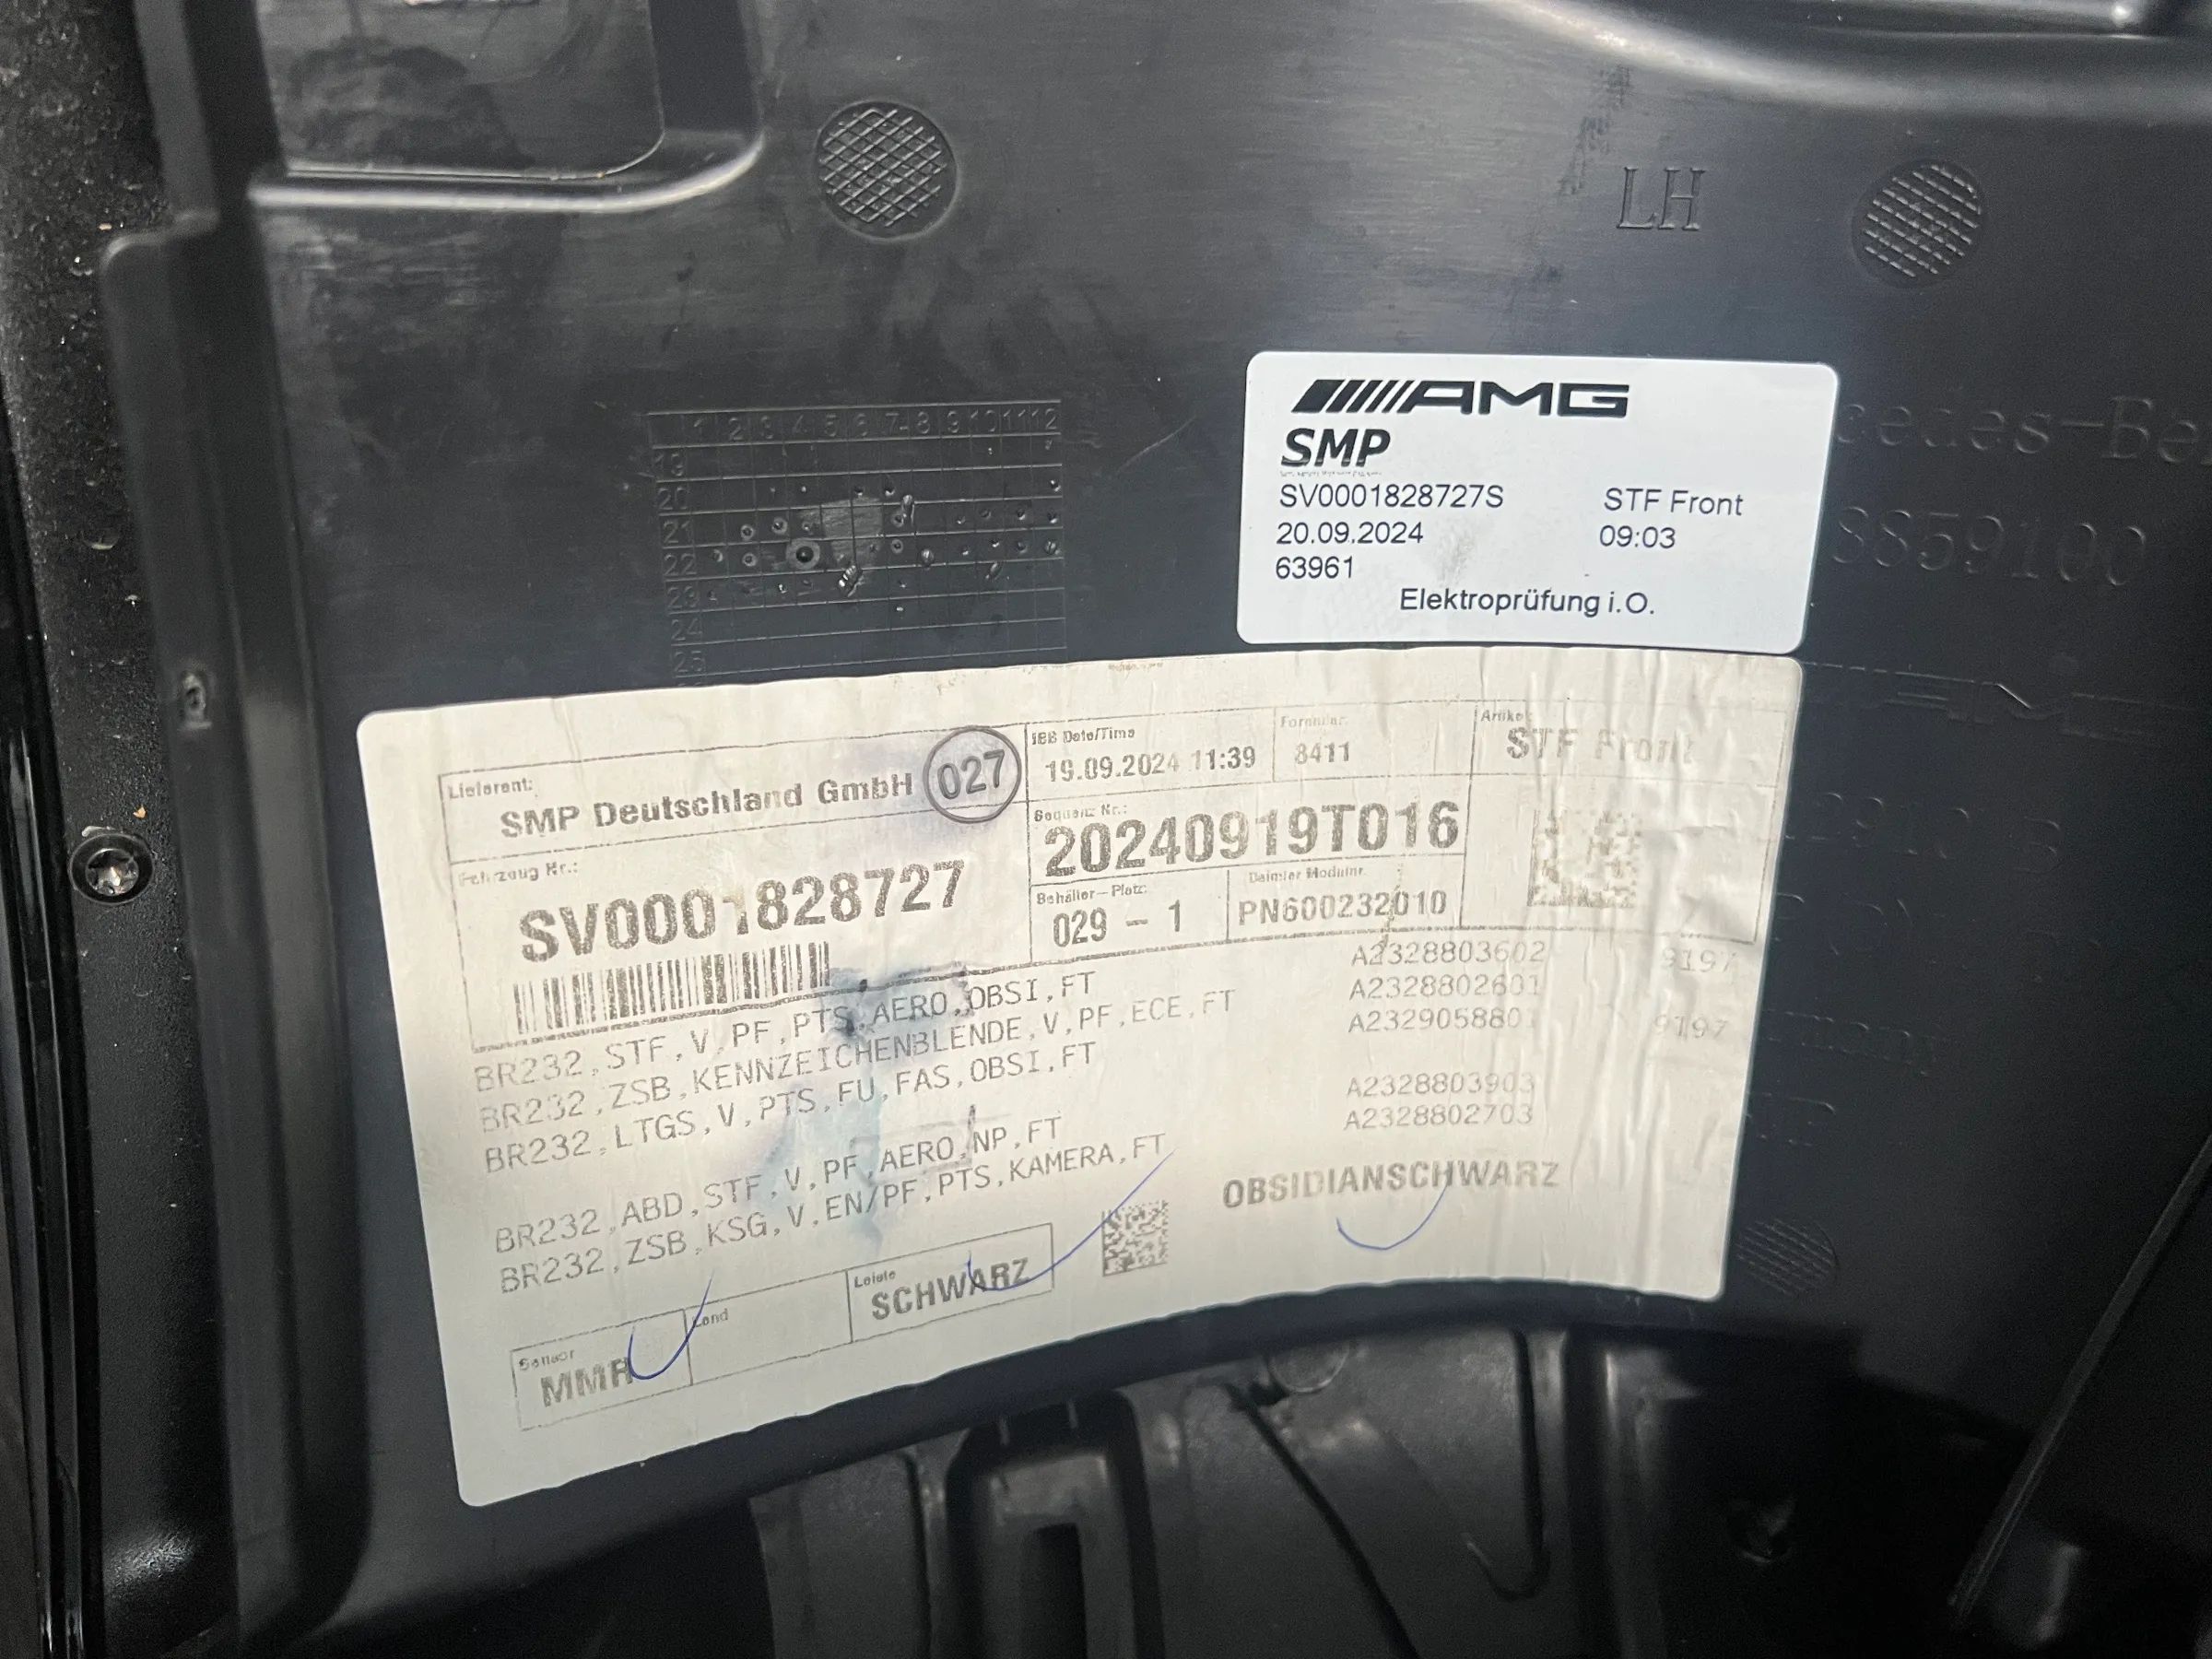 LH
1 2 3 4 5 6 7 8 9 10 11 12
19
20
21
22
23
24
25
AMG
SMP
SV0001828727S STF Front
20.09.2024 09:03
63961
Elektroprüfung i.O.
8859100
Lieferant:
SMP Deutschland GmbH 027
Fahrzeug Nr.:
SV0001828727
IBB Date/Time
19.09.2024 11:39
Formular
8411
Artikel
STF Front
Sequenz Nr.:
20240919T016
Behälter-Platz:
029 - 1
Daimler Modulnr.
PN600232010
BR232,STF,V,PF,PTS,AERO,OBSI,FT A2328803602 9197
BR232,ZSB,KENNZEICHENBLENDE,V,PF,ECE,FT A2328802601
BR232,LTGS,V,PTS,FU,FAS,OBSI,FT A2329058801 9197
BR232,ABD,STF,V,PF,AERO,NP,FT A2328803903
BR232,ZSB,KSG,V,EN/PF,PTS,KAMERA,FT A2328802703
OBSIDIANSCHWARZ
Sensor
MMR
Land
Leiste
SCHWARZ